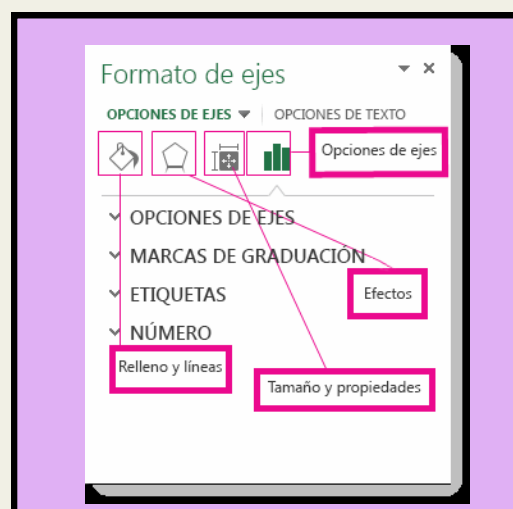 Formato de ejes
OPCIONES DE EJES OPCIONES DE TEXTO
Opciones de ejes
OPCIONES DE EJES
MARCAS DE GRADUACIÓN
ETIQUETAS
Efectos
NÚMERO
Relleno y líneas
Tamaño y propiedades